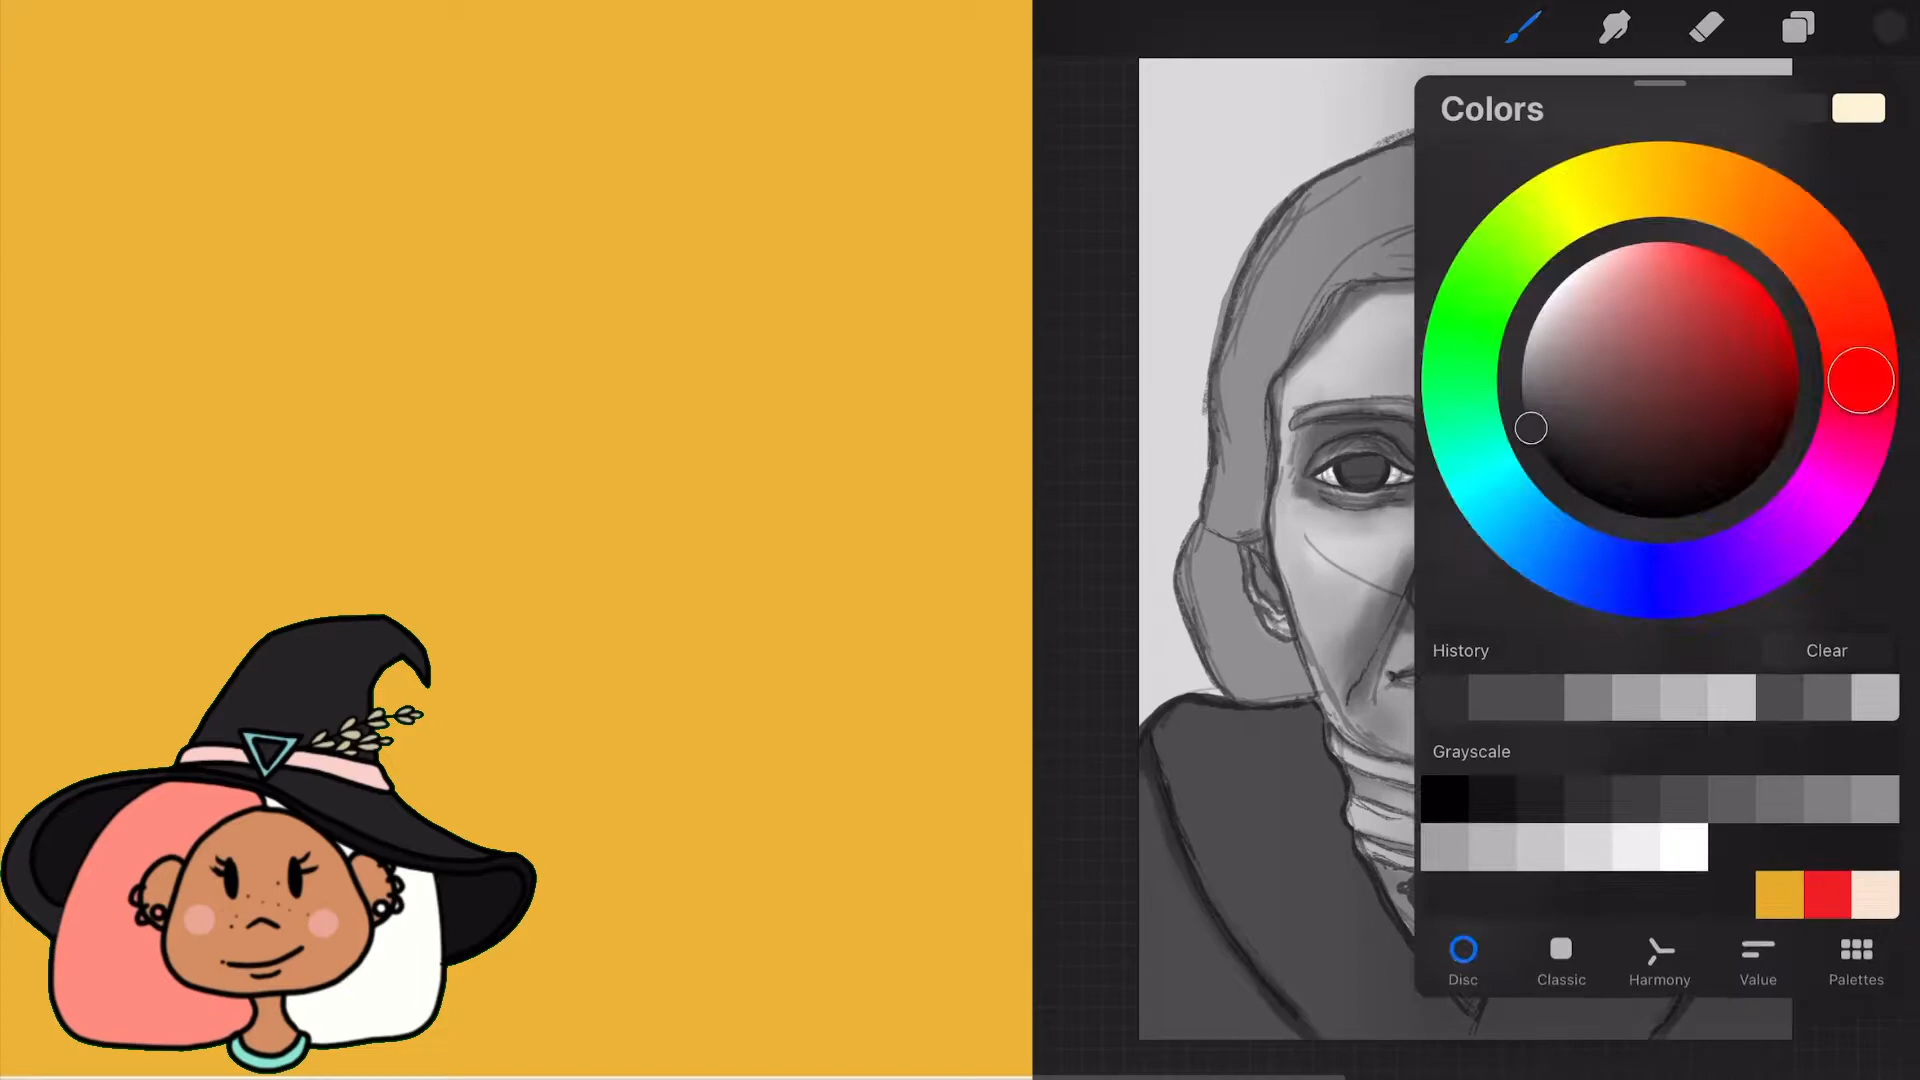 Colors
History
Clear
Grayscale
Disc
Classic
Harmony
Value
Palettes